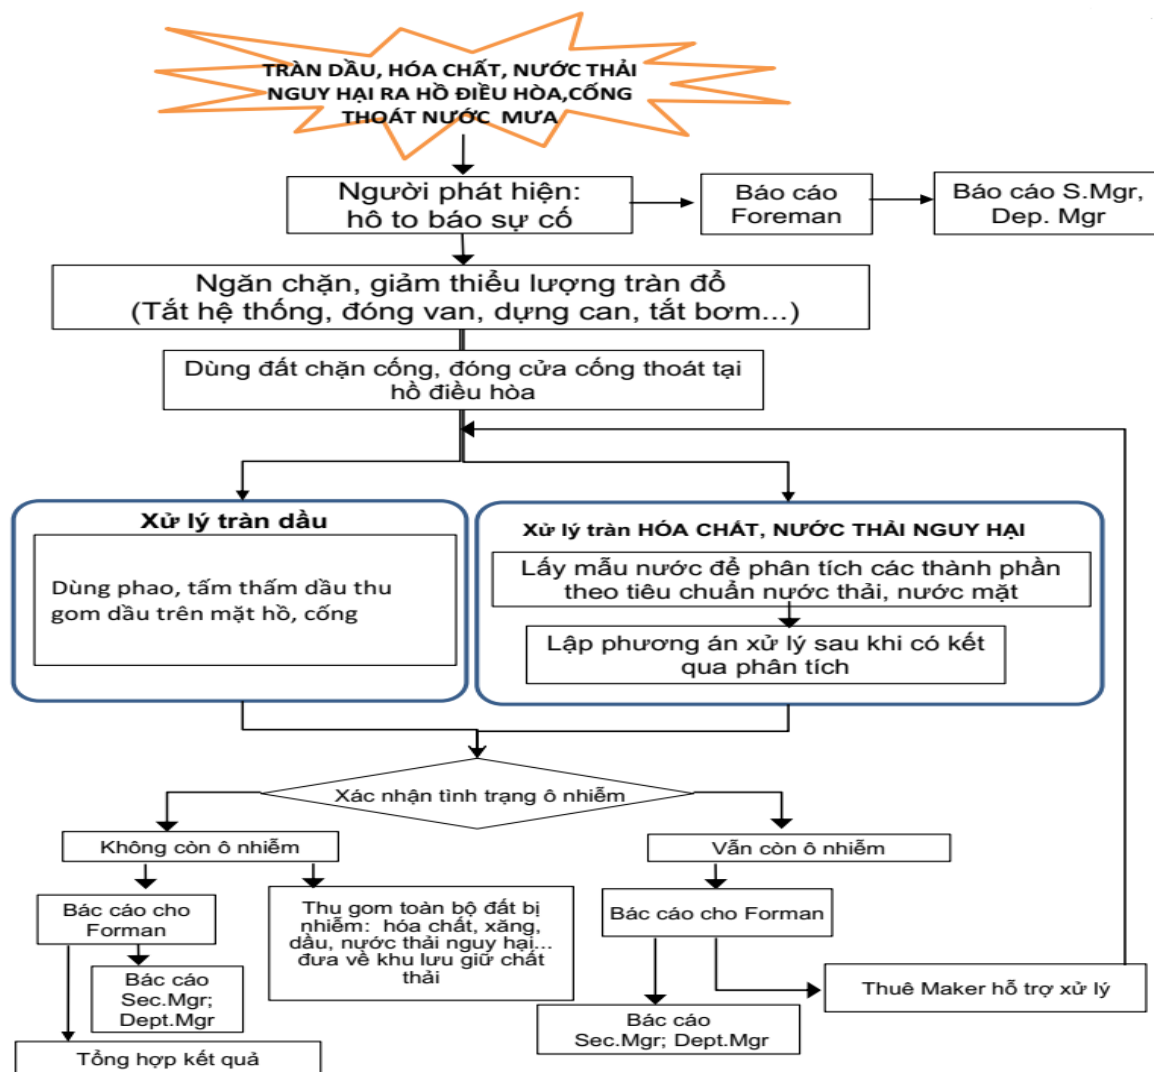 TRÀN DẦU, HÓA CHẤT, NƯỚC THẢI
NGUY HẠI RA HỒ ĐIỀU HÒA,CỐNG
THOÁT NƯỚC MƯA
Người phát hiện:
hô to báo sự cố
Báo cáo
Foreman
Báo cáo S.Mgr,
Dep. Mgr
Ngăn chặn, giảm thiểu lượng tràn đổ
(Tắt hệ thống, đóng van, dựng can, tắt bơm...)
Dùng đất chặn cống, đóng cửa cống thoát tại
hồ điều hòa
Xử lý tràn dầu
Dùng phao, tấm thấm dầu thu
gom dầu trên mặt hồ, cống
Xử lý tràn HÓA CHẤT, NƯỚC THẢI NGUY HẠI
Lấy mẫu nước để phân tích các thành phần
theo tiêu chuẩn nước thải, nước mặt
Lập phương án xử lý sau khi có kết
qua phân tích
Xác nhận tình trạng ô nhiễm
Không còn ô nhiễm
Vẫn còn ô nhiễm
Bác cáo cho
Forman
Thu gom toàn bộ đất bị
nhiễm: hóa chất, xăng,
dầu, nước thải nguy hại...
đưa về khu lưu giữ chất
thải
Bác cáo cho Forman
Bác cáo
Sec.Mgr;
Dept.Mgr
Thuê Maker hỗ trợ xử lý
Bác cáo
Sec.Mgr; Dept.Mgr
Tổng hợp kết quả